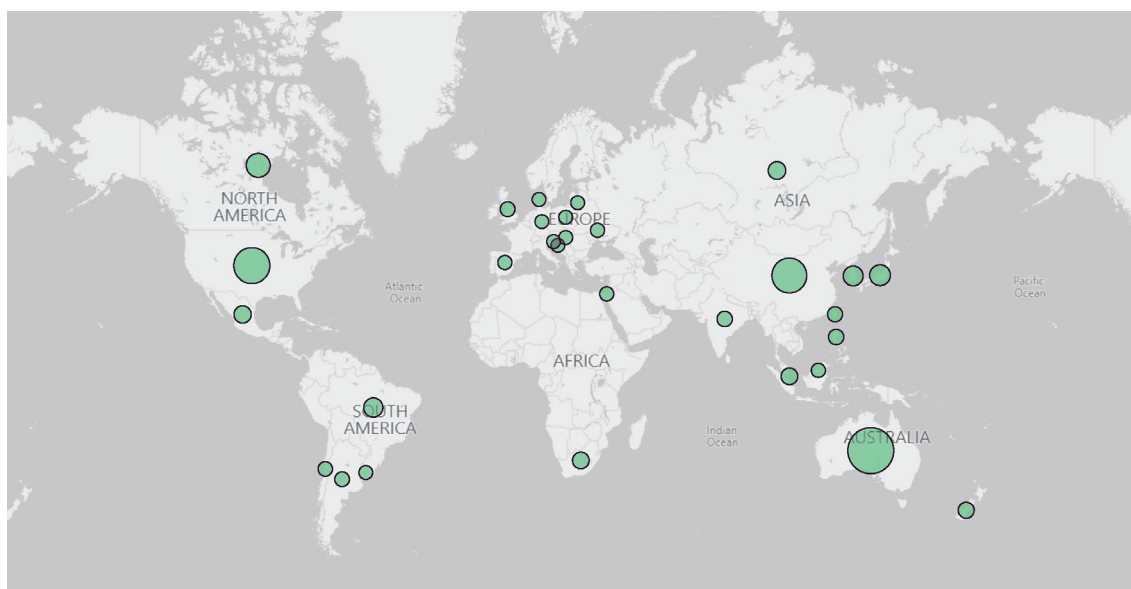 NORTH
AMERICA
EUROPE
ASIA
Atlantic
Ocean
Pacific
Ocean
AFRICA
SOUTH
AMERICA
Indian
Ocean
AUSTRALIA